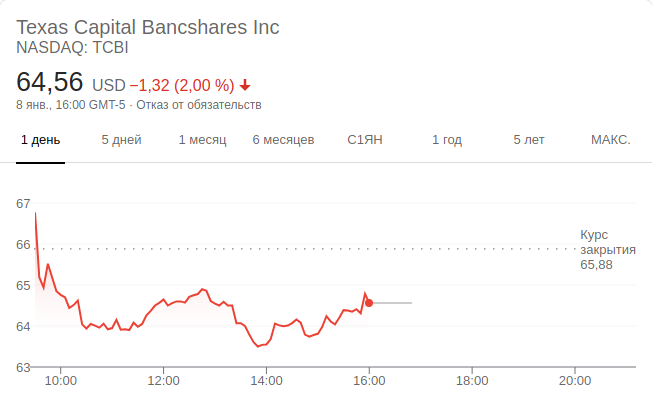 Texas Capital Bancshares Inc
NASDAQ: TCBI
64,56 USD −1,32 (2,00 %)
8 янв., 16:00 GMT-5 · Отказ от обязательств
1 день 5 дней 1 месяц 6 месяцев С1ЯН 1 год 5 лет МАКС.
67
66
65
64
63
Курс
закрытия
65,88
10:00 12:00 14:00 16:00 18:00 20:00